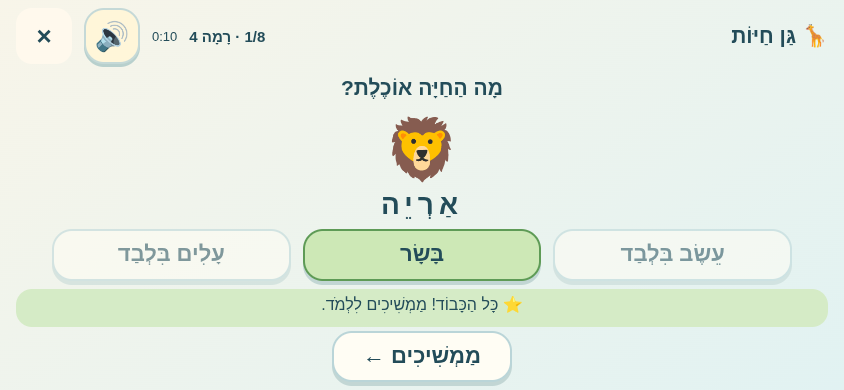 🦒 גַּן חַיּוֹת
1/8 · רָמָה 4
0:10
מָה הַחַיָּה אוֹכֶלֶת?
אַרְיֵה
עֵשֶׂב בִּלְבַד
בָּשָׂר
עָלִים בִּלְבַד
⭐ כָּל הַכָּבוֹד! מַמְשִׁיכִים לִלְמֹד.
מַמְשִׁיכִים ←